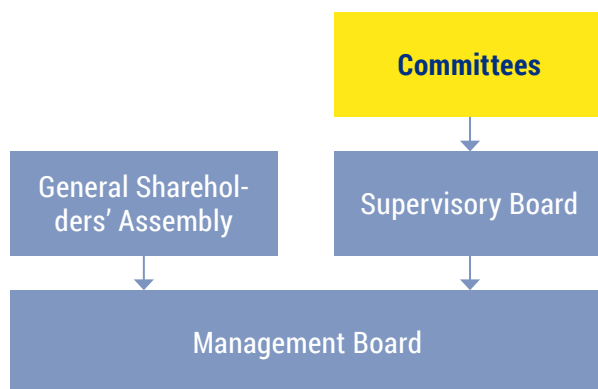 Committees
General Sharehol-
ders’ Assembly
Supervisory Board
Management Board